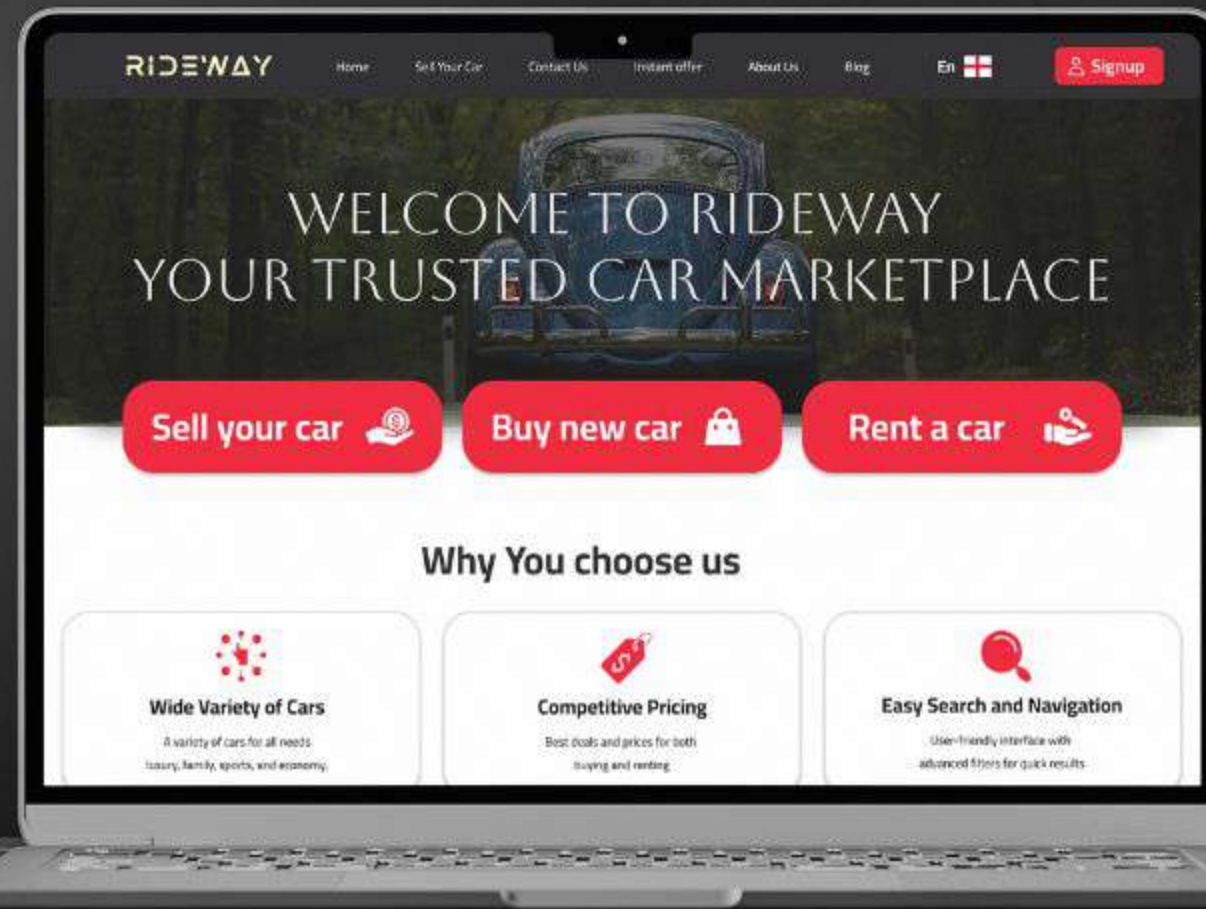 RIDEWAY
Home Sell Your Car Contact Us Instant offer About Us Blog En Signup
WELCOME TO RIDEWAY
YOUR TRUSTED CAR MARKETPLACE
Sell your car Buy new car Rent a car
Why You choose us
Wide Variety of Cars
A variety of cars for all needs
luxury, family, sports, and economy.
Competitive Pricing
Best deals and prices for both
buying and renting
Easy Search and Navigation
User-friendly interface with
advanced filters for quick results